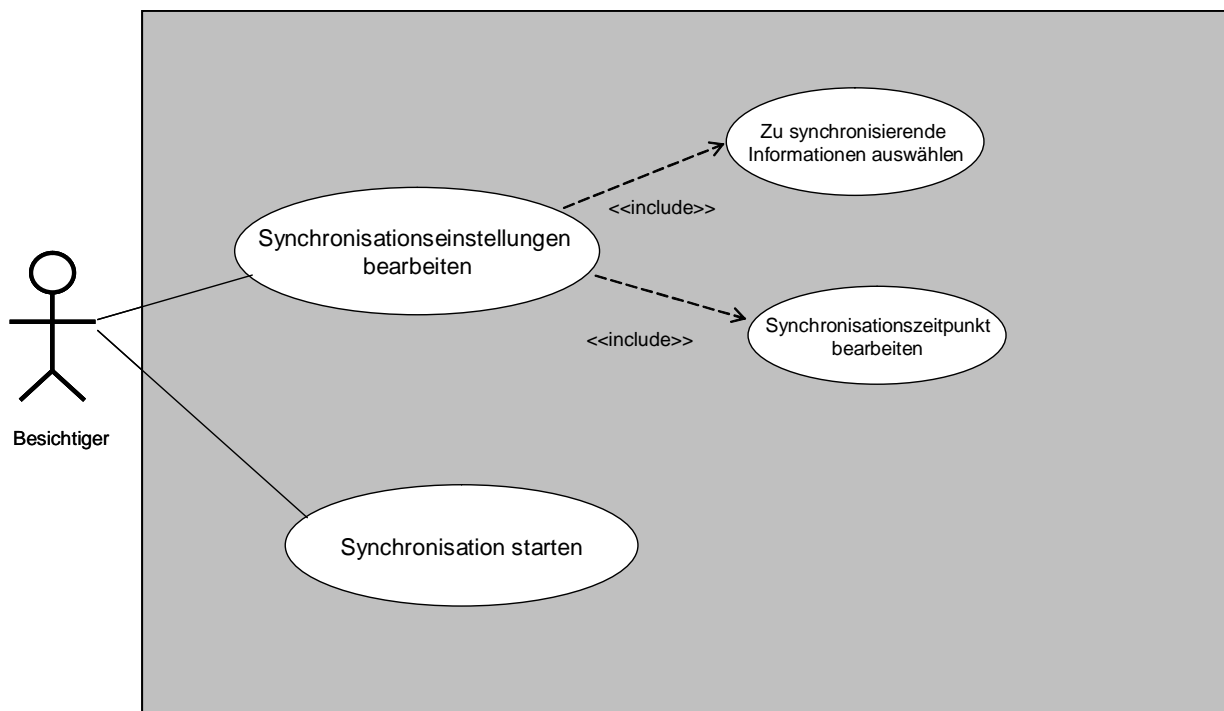 Zu synchronisierende
Informationen auswählen
<<include>>
Synchronisationseinstellungen
bearbeiten
Synchronisationszeitpunkt
bearbeiten
<<include>>
Besichtiger
Synchronisation starten